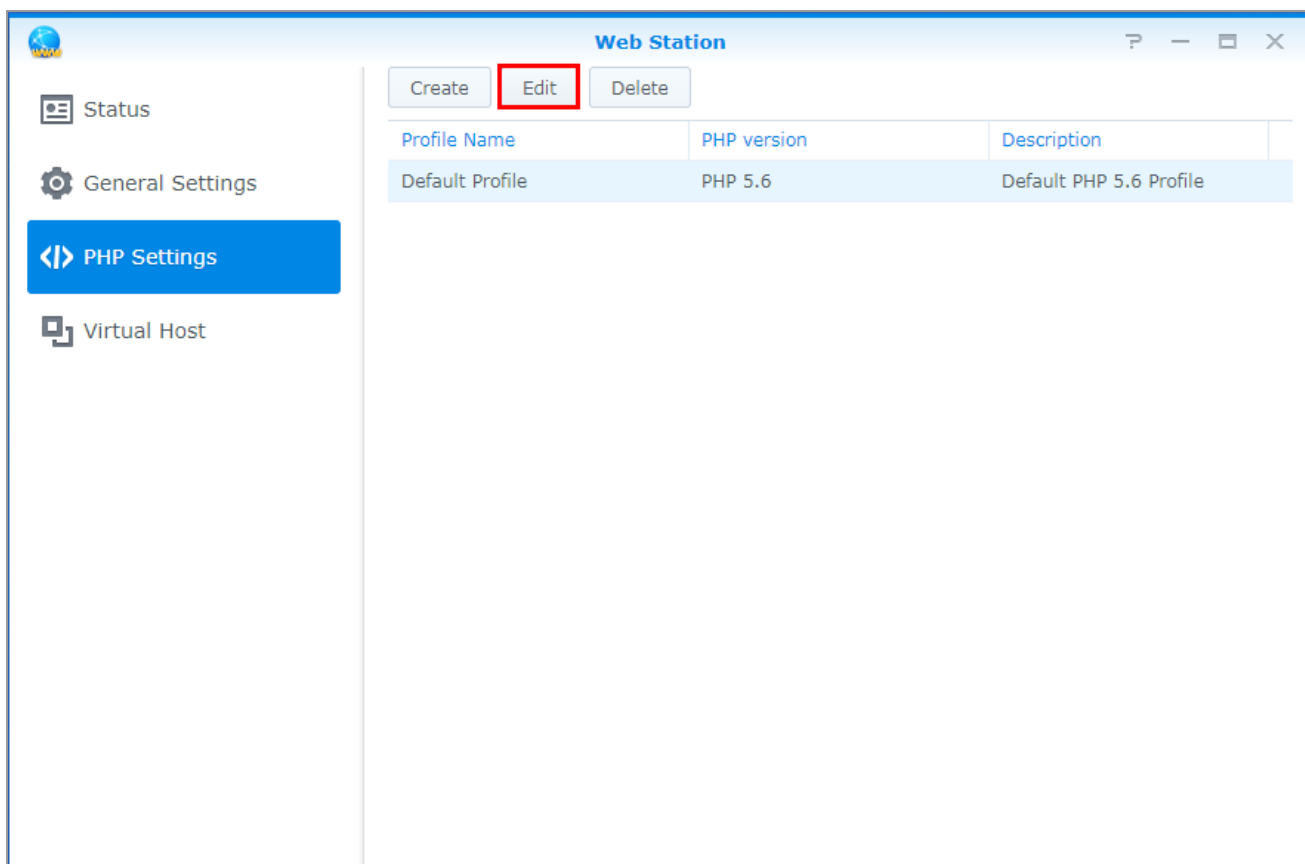 Web Station
Status
General Settings
PHP Settings
Virtual Host
Create Edit Delete
Profile Name PHP version Description
Default Profile PHP 5.6 Default PHP 5.6 Profile